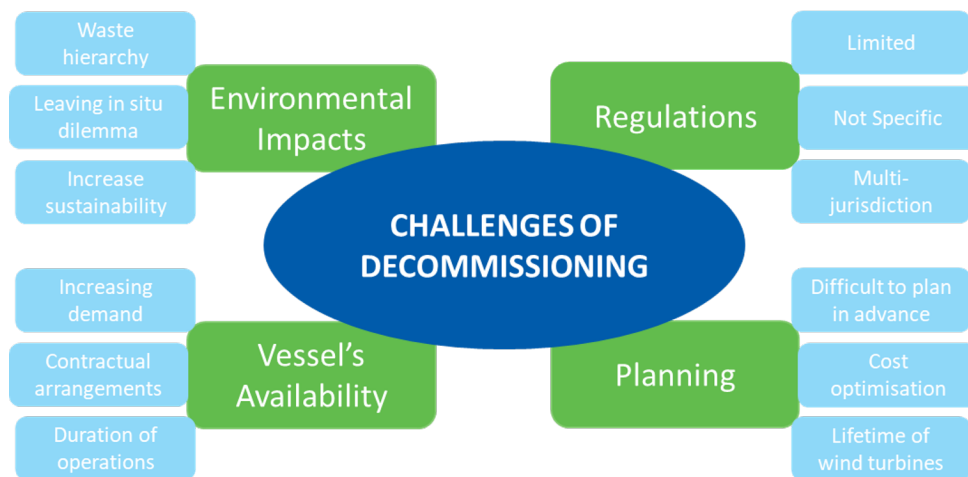 Waste
hierarchy
Leaving in situ
dilemma
Increase
sustainability
Environmental
Impacts
Regulations
Limited
Not Specific
Multi-
jurisdiction
CHALLENGES OF
DECOMMISSIONING
Increasing
demand
Contractual
arrangements
Duration of
operations
Vessel's
Availability
Planning
Difficult to plan
in advance
Cost
optimisation
Lifetime of
wind turbines